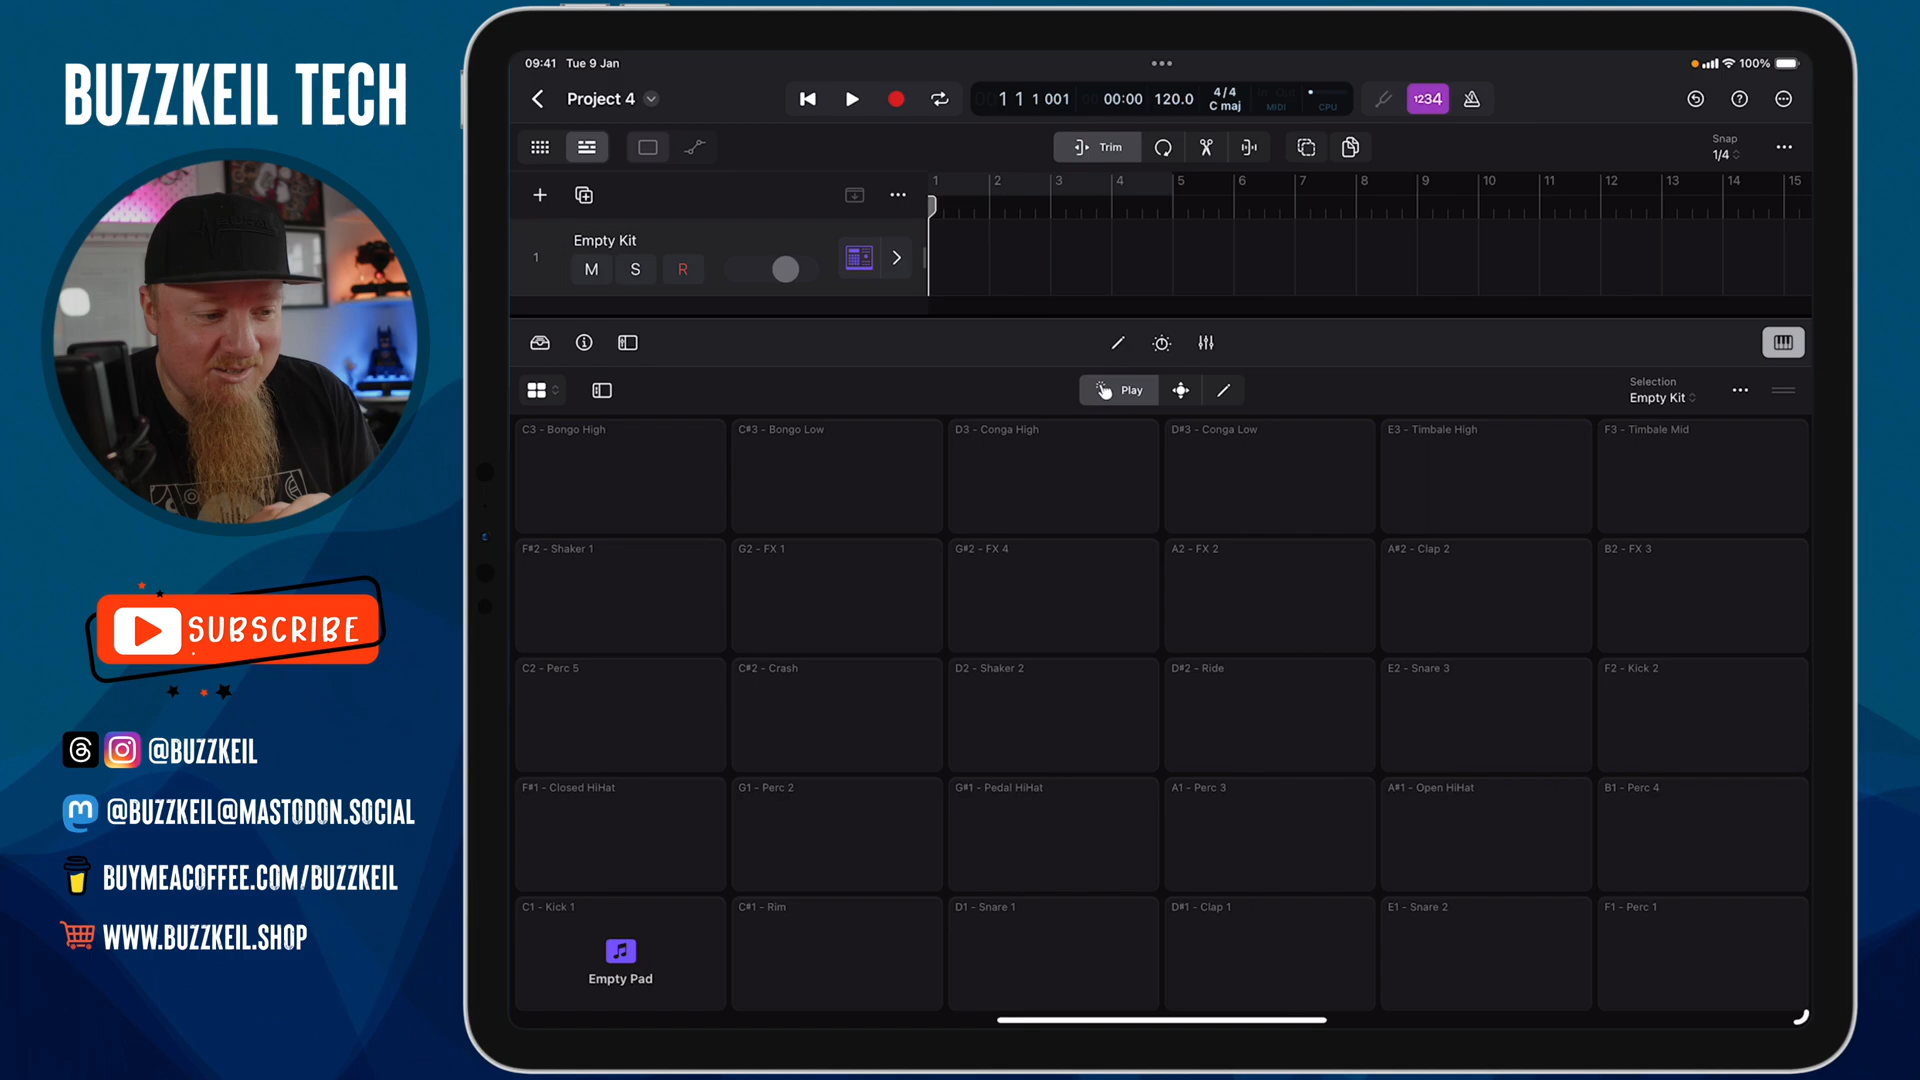 BUZZKEIL TECH
SUBSCRIBE
@BUZZKEIL
@BUZZKEIL@MASTODON.SOCIAL
BUYMEACOFFEE.COM/BUZZKEIL
WWW.BUZZKEIL.SHOP
09:41 Tue 9 Jan
100%
Project 4
1 1 1 001 00:00 120.0 4/4 C maj
In Out MIDI CPU
1234
Trim
Snap
1/4
1 2 3 4 5 6 7 8 9 10 11 12 13 14 15
1 Empty Kit
M S R
Play
Selection
Empty Kit
C3 - Bongo High C#3 - Bongo Low D3 - Conga High D#3 - Conga Low E3 - Timbale High F3 - Timbale Mid
F#2 - Shaker 1 G2 - FX 1 G#2 - FX 4 A2 - FX 2 A#2 - Clap 2 B2 - FX 3
C2 - Perc 5 C#2 - Crash D2 - Shaker 2 D#2 - Ride E2 - Snare 3 F2 - Kick 2
F#1 - Closed HiHat G1 - Perc 2 G#1 - Pedal HiHat A1 - Perc 3 A#1 - Open HiHat B1 - Perc 4
C1 - Kick 1 C#1 - Rim D1 - Snare 1 D#1 - Clap 1 E1 - Snare 2 F1 - Perc 1
Empty Pad